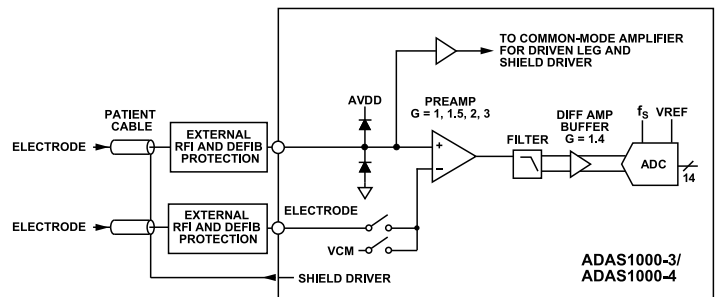 TO COMMON-MODE AMPLIFIER
FOR DRIVEN LEG AND
SHIELD DRIVER
PATIENT
CABLE
AVDD
PREAMP
G = 1, 1.5, 2, 3
DIFF AMP
BUFFER
G = 1.4
fS VREF
ELECTRODE
EXTERNAL
RFI AND DEFIB
PROTECTION
+
–
FILTER
ADC
14
ELECTRODE
EXTERNAL
RFI AND DEFIB
PROTECTION
ELECTRODE
VCM
SHIELD DRIVER
ADAS1000-3/
ADAS1000-4